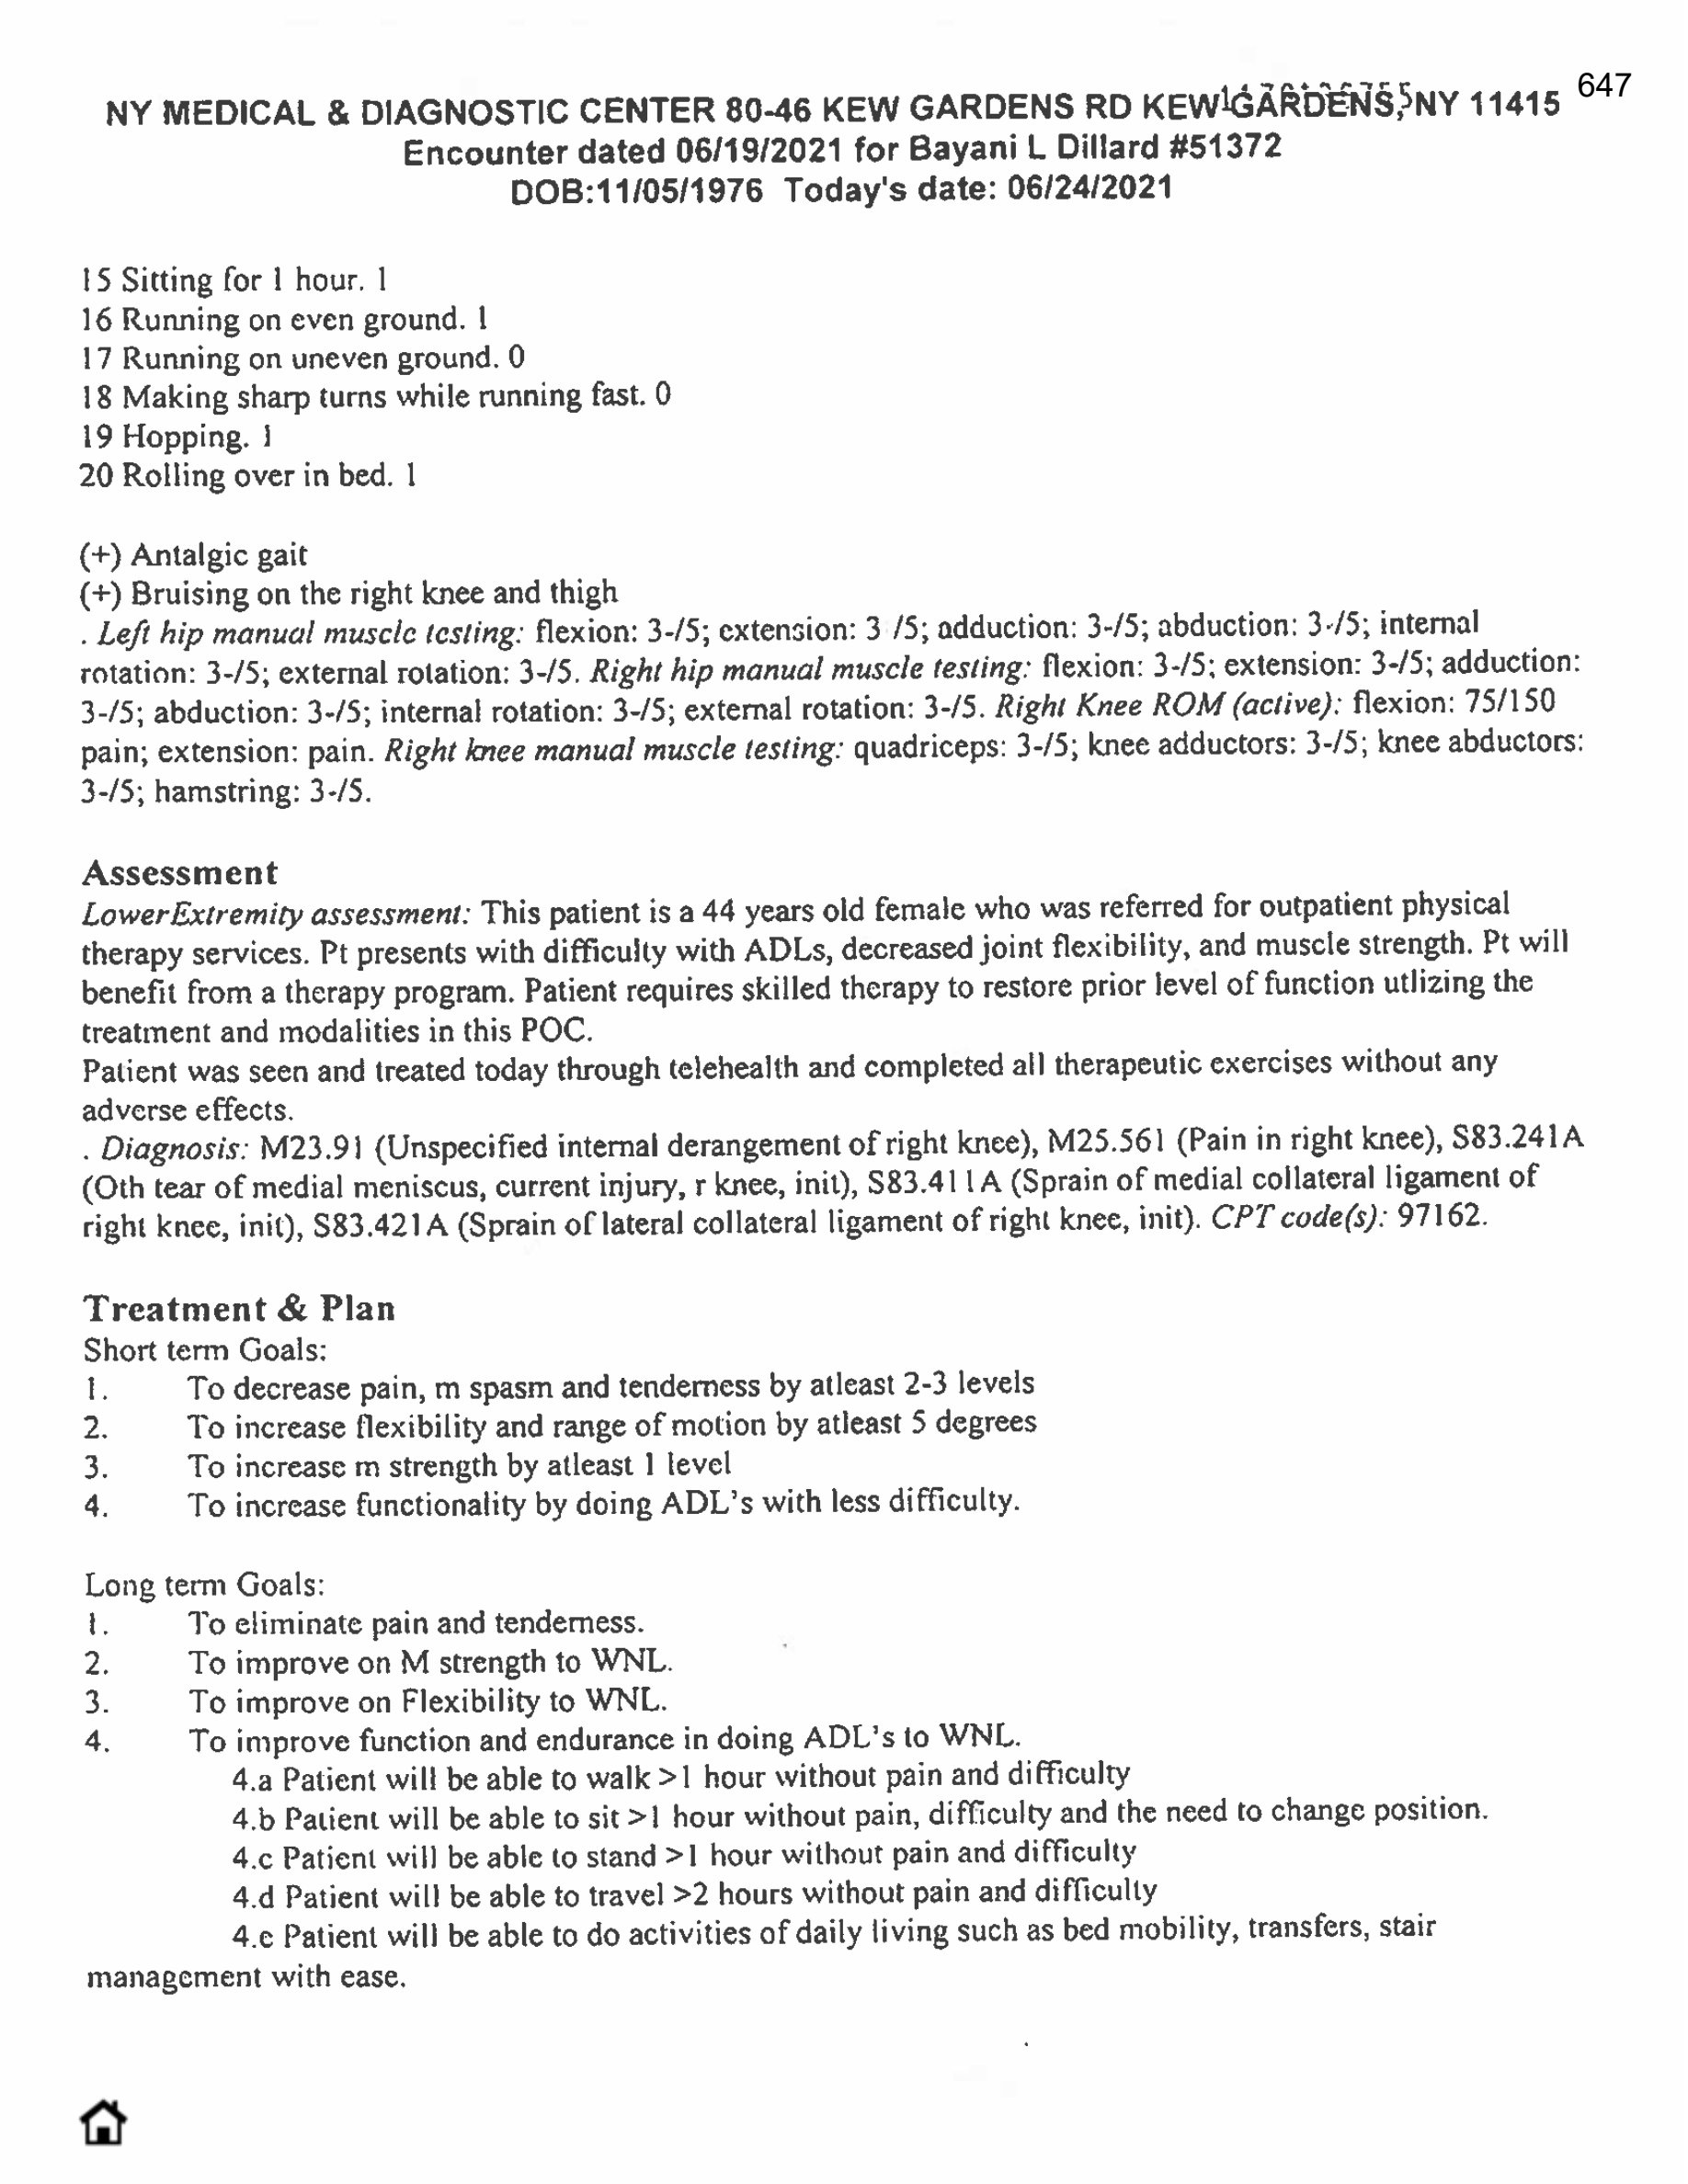 647
NY MEDICAL & DIAGNOSTIC CENTER 80-46 KEW GARDENS RD KEW GARDENS, NY 11415
Encounter dated 06/19/2021 for Bayani L Dillard #51372
DOB:11/05/1976 Today's date: 06/24/2021
15 Sitting for 1 hour. 1
16 Running on even ground. 1
17 Running on uneven ground. 0
18 Making sharp turns while running fast. 0
19 Hopping. 1
20 Rolling over in bed. 1
(+) Antalgic gait
(+) Bruising on the right knee and thigh
. Left hip manual muscle testing: flexion: 3-/5; extension: 3 /5; adduction: 3-/5; abduction: 3-/5; internal
rotation: 3-/5; external rotation: 3-/5. Right hip manual muscle testing: flexion: 3-/5; extension: 3-/5; adduction:
3-/5; abduction: 3-/5; internal rotation: 3-/5; external rotation: 3-/5. Right Knee ROM (active): flexion: 75/150
pain; extension: pain. Right knee manual muscle testing: quadriceps: 3-/5; knee adductors: 3-/5; knee abductors:
3-/5; hamstring: 3-/5.
Assessment
LowerExtremity assessment: This patient is a 44 years old female who was referred for outpatient physical
therapy services. Pt presents with difficulty with ADLs, decreased joint flexibility, and muscle strength. Pt will
benefit from a therapy program. Patient requires skilled therapy to restore prior level of function utlizing the
treatment and modalities in this POC.
Patient was seen and treated today through telehealth and completed all therapeutic exercises without any
adverse effects.
. Diagnosis: M23.91 (Unspecified internal derangement of right knee), M25.561 (Pain in right knee), S83.241A
(Oth tear of medial meniscus, current injury, r knee, init), S83.411A (Sprain of medial collateral ligament of
right knee, init), S83.421A (Sprain of lateral collateral ligament of right knee, init). CPT code(s): 97162.
Treatment & Plan
Short term Goals:
1. To decrease pain, m spasm and tenderness by atleast 2-3 levels
2. To increase flexibility and range of motion by atleast 5 degrees
3. To increase m strength by atleast 1 level
4. To increase functionality by doing ADL's with less difficulty.
Long term Goals:
1. To eliminate pain and tenderness.
2. To improve on M strength to WNL.
3. To improve on Flexibility to WNL.
4. To improve function and endurance in doing ADL's to WNL.
4.a Patient will be able to walk >1 hour without pain and difficulty
4.b Patient will be able to sit >1 hour without pain, difficulty and the need to change position.
4.c Patient will be able to stand >1 hour without pain and difficulty
4.d Patient will be able to travel >2 hours without pain and difficulty
4.e Patient will be able to do activities of daily living such as bed mobility, transfers, stair
management with ease.